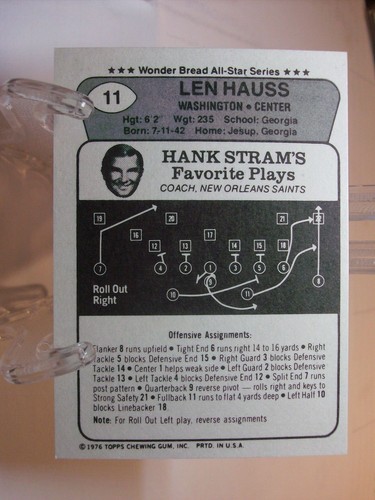 ★★★ Wonder Bread All-Star Series ★★★
11
LEN HAUSS
WASHINGTON • CENTER
Hgt: 6'2" Wgt: 235 School: Georgia
Born: 7-11-42 Home: Jesup, Georgia
HANK STRAM'S
Favorite Plays
COACH, NEW ORLEANS SAINTS
19 20 21 22
16 17
12 13 14 15 18
7 4 2 1 3 5 6 8
9
10 11
Roll Out
Right
Offensive Assignments:
Flanker 8 runs upfield • Tight End 6 runs right 14 to 16 yards • Right
Tackle 5 blocks Defensive End 15 • Right Guard 3 blocks Defensive
Tackle 14 • Center 1 helps weak side • Left Guard 2 blocks Defensive
Tackle 13 • Left Tackle 4 blocks Defensive End 12 • Split End 7 runs
post pattern • Quarterback 9 reverse pivot — rolls right and keys to
Strong Safety 21 • Fullback 11 runs to flat 4 yards deep • Left Half 10
blocks Linebacker 18
Note: For Roll Out Left play, reverse assignments
© 1976 TOPPS CHEWING GUM, INC. PRTD. IN U.S.A.